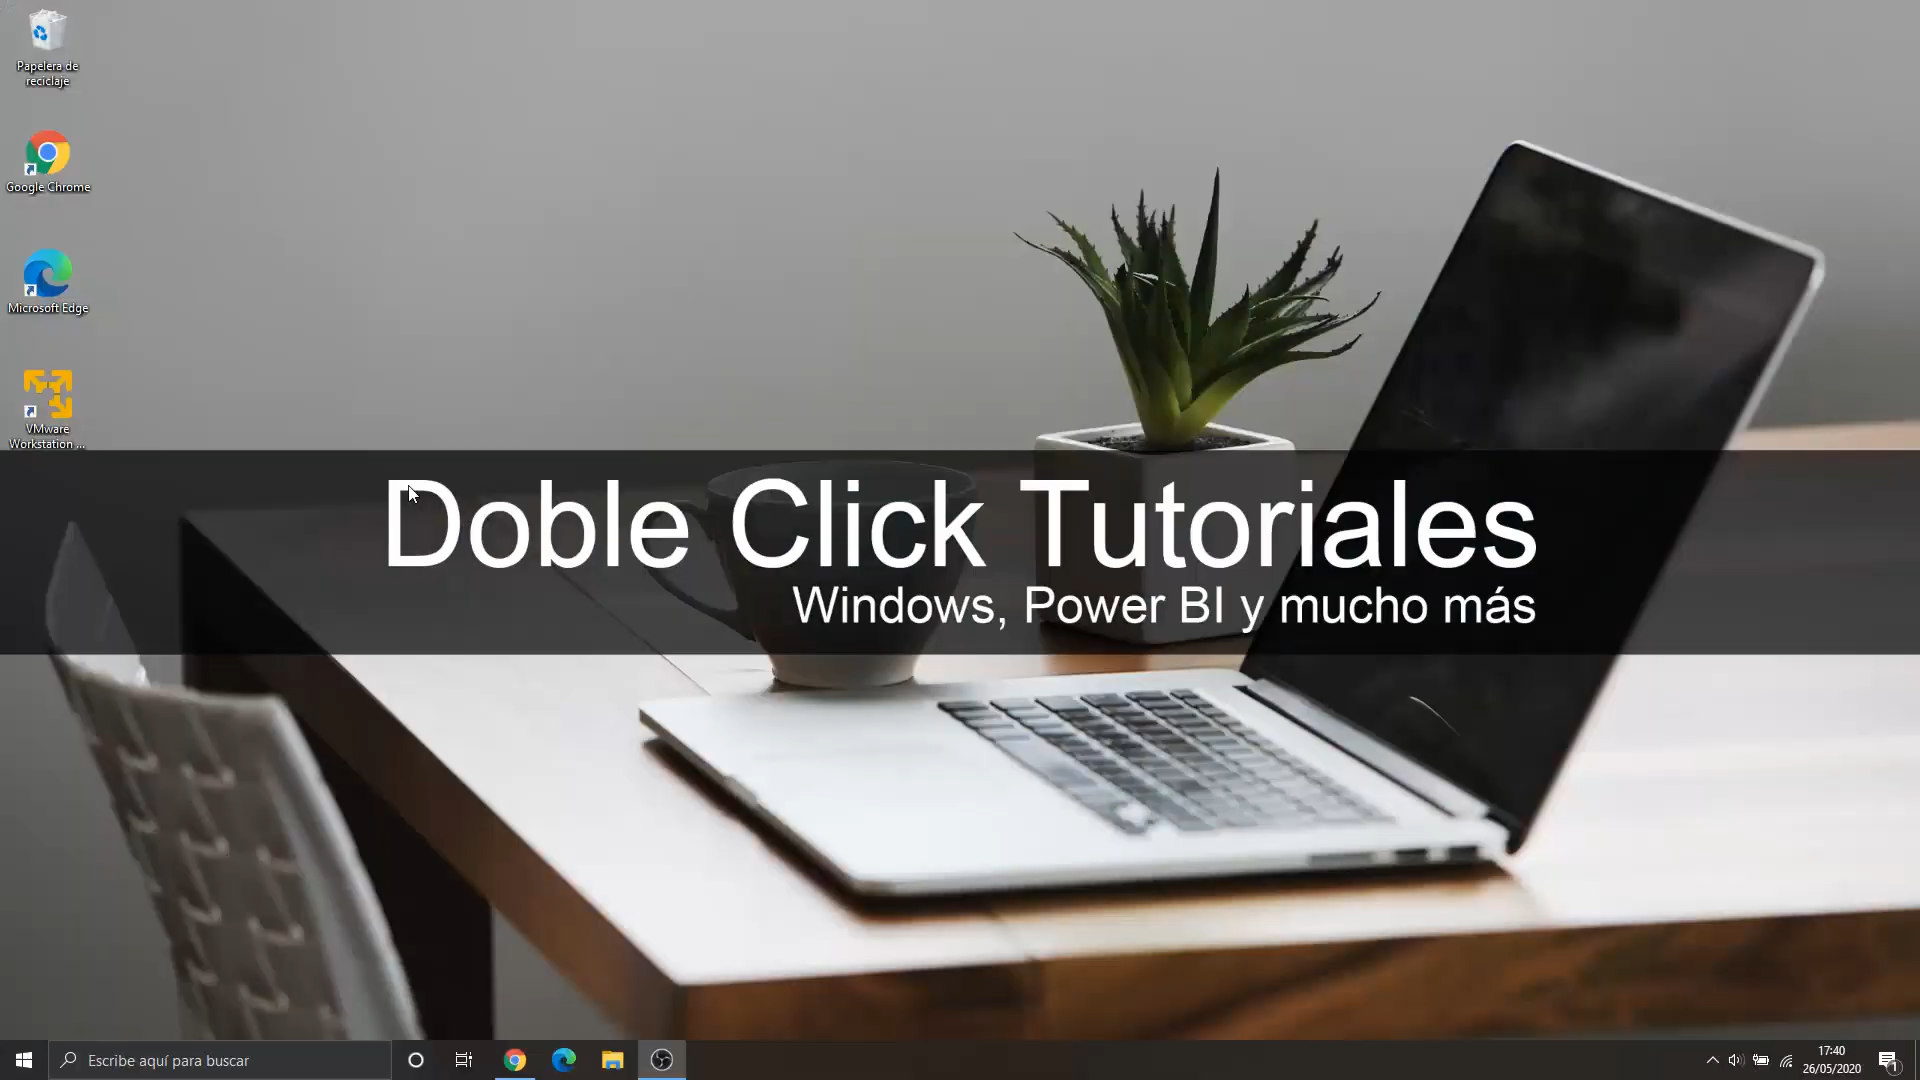 Papelera de
reciclaje
Google Chrome
Microsoft Edge
VMware
Workstation ...
Doble Click Tutoriales
Windows, Power BI y mucho más
Escribe aquí para buscar
17:40
26/05/2020
1